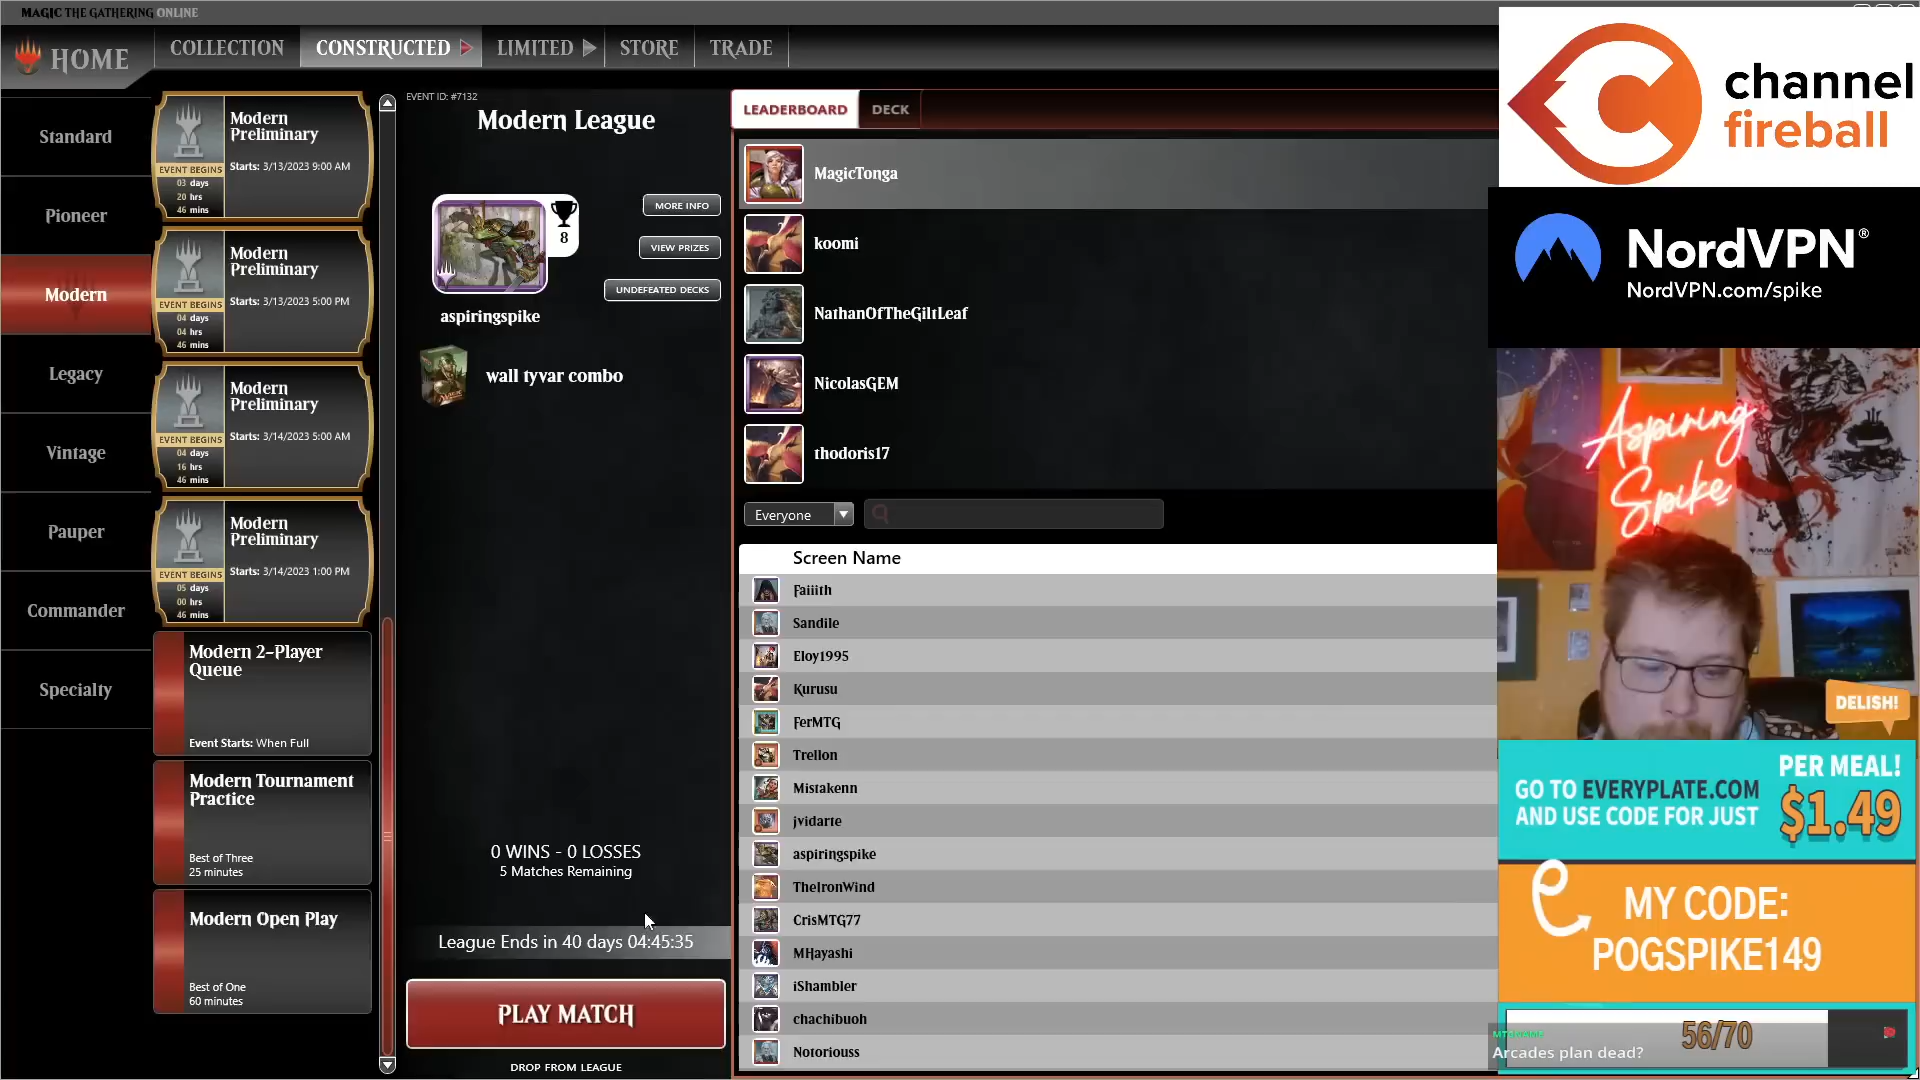 MAGIC THE GATHERING ONLINE
HOME
COLLECTION
CONSTRUCTED
LIMITED
STORE
TRADE
Standard
Pioneer
Modern
Legacy
Vintage
Pauper
Commander
Specialty
Modern
Preliminary
Starts: 3/13/2023 9:00 AM
EVENT BEGINS
03 days
20 hrs
46 mins
Modern
Preliminary
Starts: 3/13/2023 5:00 PM
EVENT BEGINS
04 days
04 hrs
46 mins
Modern
Preliminary
Starts: 3/14/2023 5:00 AM
EVENT BEGINS
04 days
16 hrs
46 mins
Modern
Preliminary
Starts: 3/14/2023 1:00 PM
EVENT BEGINS
05 days
00 hrs
46 mins
Modern 2-Player
Queue
Event Starts: When Full
Modern Tournament
Practice
Best of Three
25 minutes
Modern Open Play
Best of One
60 minutes
EVENT ID: #7132
Modern League
8
MORE INFO
VIEW PRIZES
UNDEFEATED DECKS
aspiringspike
wall tyvar combo
0 WINS - 0 LOSSES
5 Matches Remaining
League Ends in 40 days 04:45:35
PLAY MATCH
DROP FROM LEAGUE
LEADERBOARD
DECK
MagicTonga
koomi
NathanOfTheGiltLeaf
NicolasGEM
thodoris17
Everyone
Screen Name
Faiiith
Sandile
Eloy1995
Kurusu
FerMTG
Trellon
Mistakenn
jvidarte
aspiringspike
TheIronWind
CrisMTG77
MHayashi
iShambler
chachibuoh
Notoriouss
channel
fireball
NordVPN®
NordVPN.com/spike
Aspiring
Spike
DELISH!
GO TO EVERYPLATE.COM
AND USE CODE FOR JUST
PER MEAL!
$1.49
MY CODE:
POGSPIKE149
56/70
Arcades plan dead?